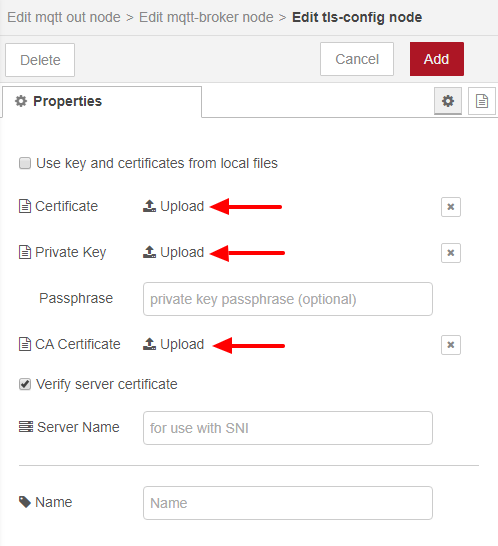 Edit mqtt out node > Edit mqtt-broker node > Edit tls-config node
Delete Cancel Add
Properties
Use key and certificates from local files
Certificate Upload
Private Key Upload
Passphrase private key passphrase (optional)
CA Certificate Upload
Verify server certificate
Server Name for use with SNI
Name Name